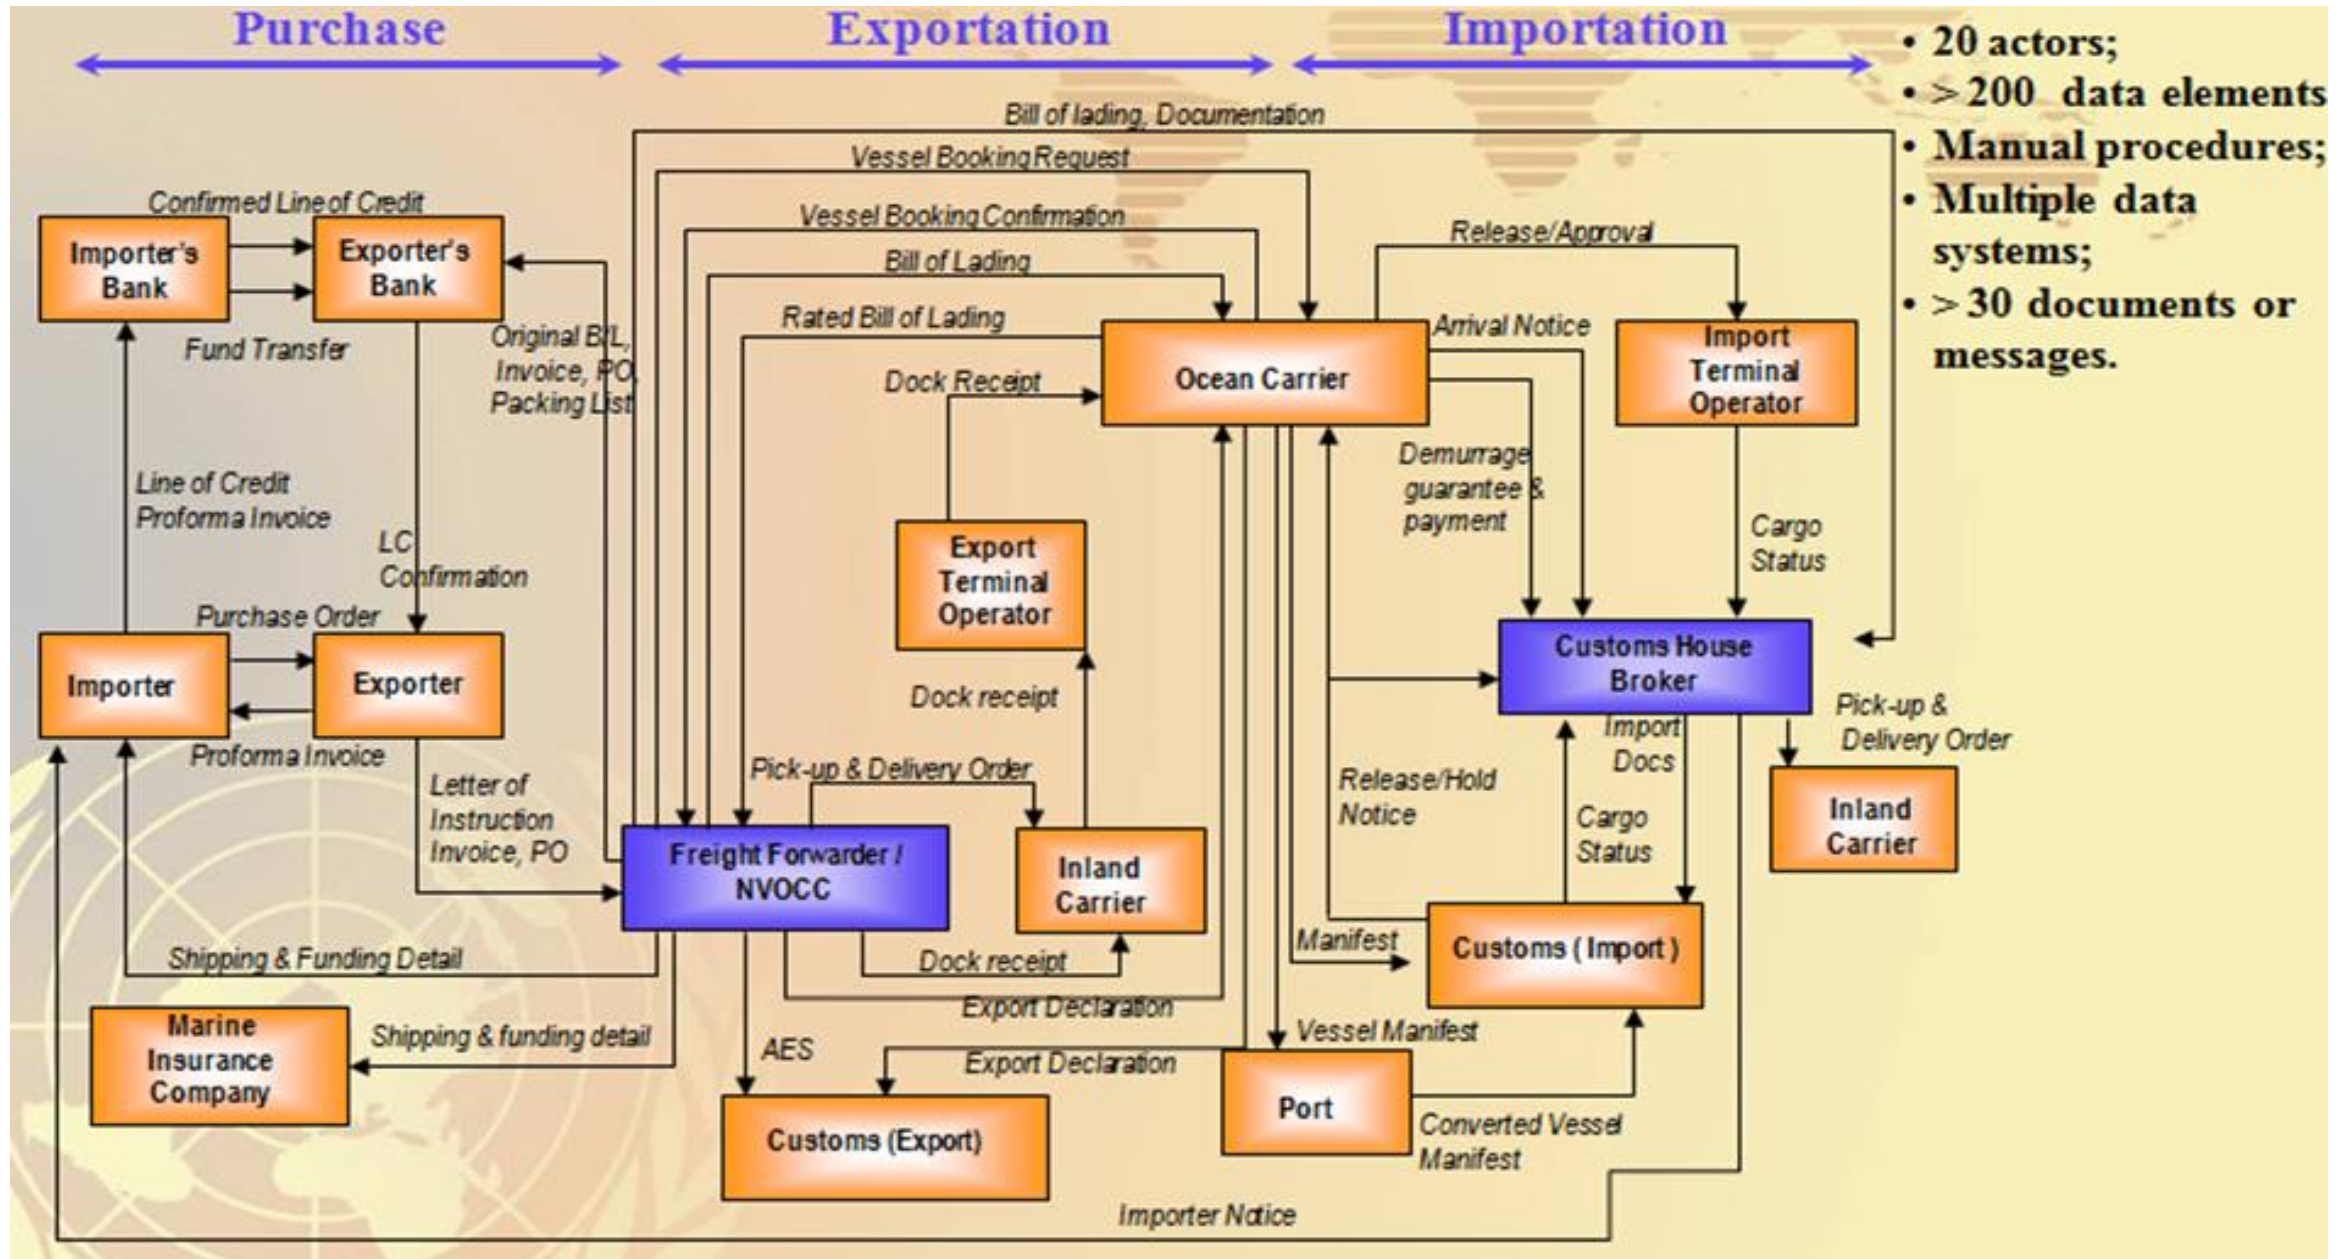 Purchase
Exportation
Importation
• 20 actors;
• > 200 data elements
• Manual procedures;
• Multiple data
systems;
• > 30 documents or
messages.
Bill of lading, Documentation
Vessel Booking Request
Vessel Booking Confirmation
Bill of Lading
Rated Bill of Lading
Confirmed Line of Credit
Importer's
Bank
Exporter's
Bank
Fund Transfer
Original B/L,
Invoice, PO,
Packing List
Line of Credit
Proforma Invoice
LC
Confirmation
Purchase Order
Importer
Exporter
Proforma Invoice
Letter of
Instruction
Invoice, PO
Shipping & Funding Detail
Marine
Insurance
Company
Shipping & funding detail
Freight Forwarder /
NVOCC
Dock Receipt
Export
Terminal
Operator
Dock receipt
Pick-up & Delivery Order
Inland
Carrier
Dock receipt
Export Declaration
AES
Export Declaration
Customs (Export)
Ocean Carrier
Release/Approval
Arrival Notice
Import
Terminal
Operator
Demurrage
guarantee &
payment
Cargo
Status
Customs House
Broker
Pick-up &
Delivery Order
Inland
Carrier
Import
Docs
Release/Hold
Notice
Cargo
Status
Manifest
Customs ( Import )
Vessel Manifest
Port
Converted Vessel
Manifest
Importer Notice